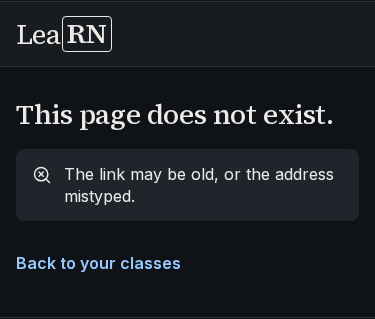 LeaRN
This page does not exist.
The link may be old, or the address
mistyped.
Back to your classes